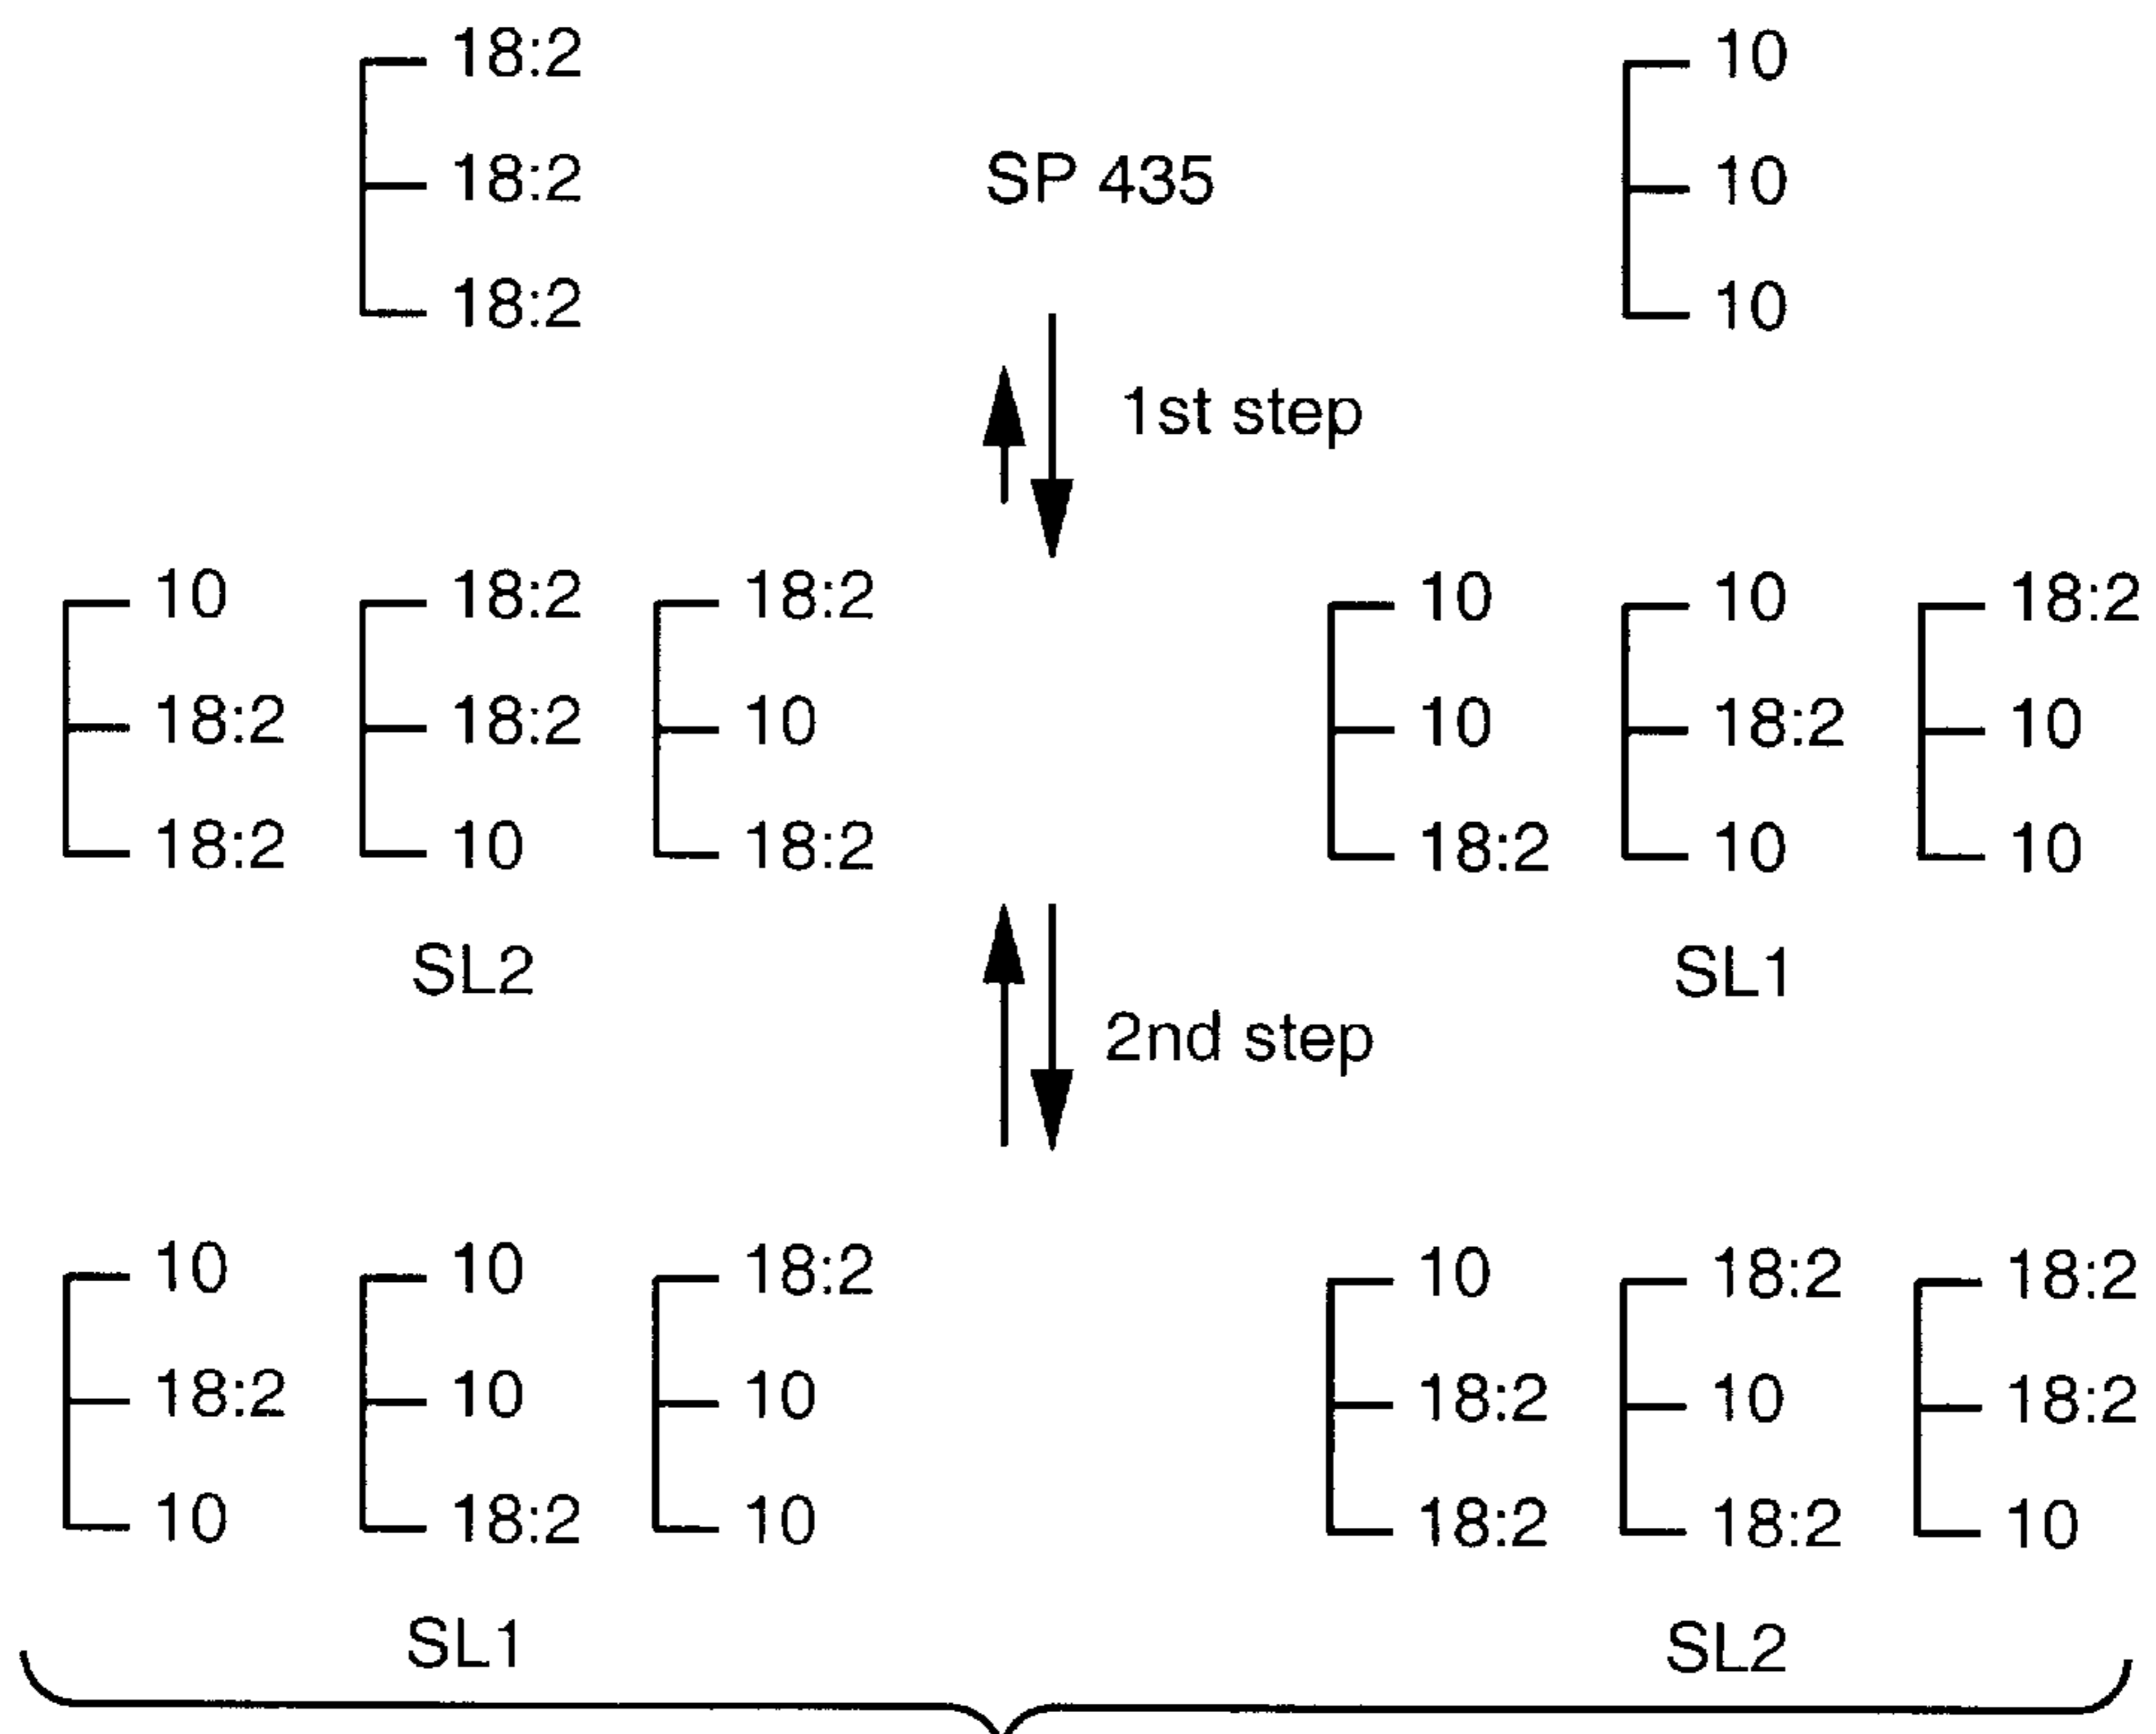 18:2 10
18:2 SP 435 10
18:2 10
1st step
10 18:2 18:2 10 10 18:2
18:2 18:2 10 10 18:2 10
18:2 10 18:2 18:2 10 10
SL2 SL1
2nd step
10 10 18:2 10 18:2 18:2
18:2 10 10 18:2 10 18:2
10 18:2 10 18:2 18:2 10
SL1 SL2